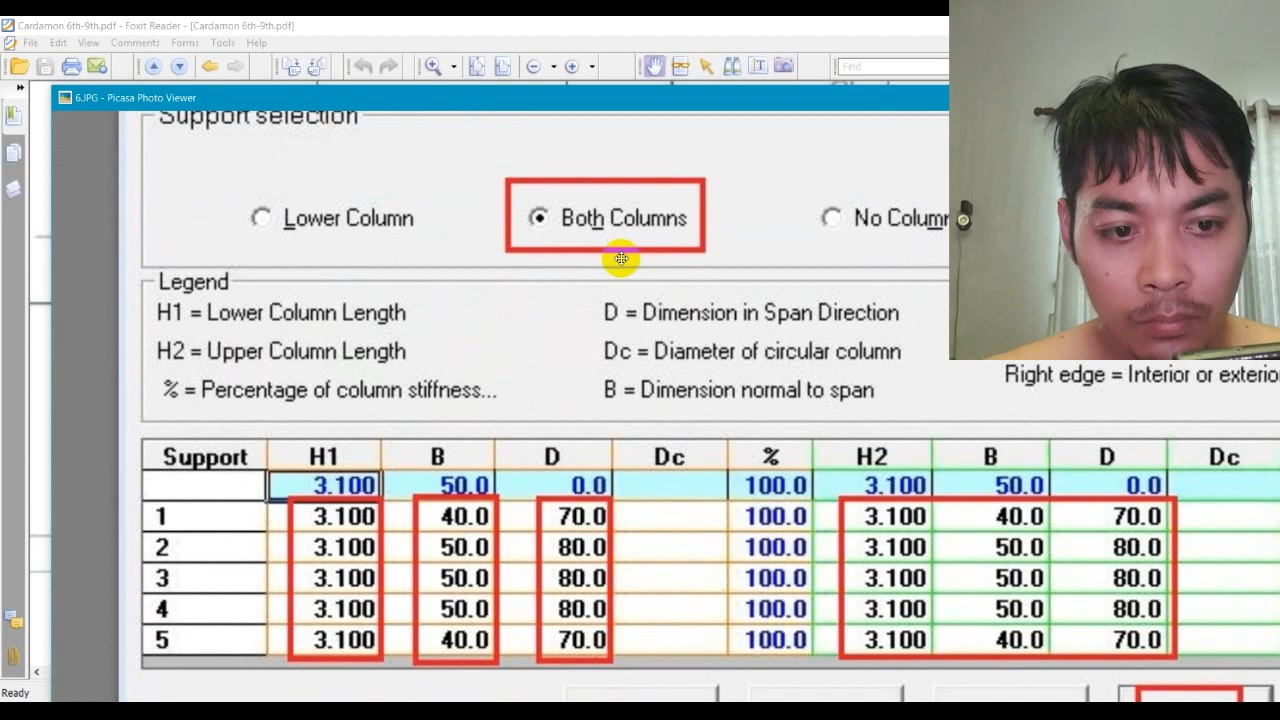 Cardamon 6th-9th.pdf - Foxit Reader - [Cardamon 6th-9th.pdf]
File Edit View Comments Forms Tools Help
Find
6.JPG - Picasa Photo Viewer
Support selection
Lower Column Both Columns No Colum
Legend
H1 = Lower Column Length D = Dimension in Span Direction
H2 = Upper Column Length Dc = Diameter of circular column
Right edge = Interior or exterio
% = Percentage of column stiffness... B = Dimension normal to span
Support H1 B D Dc % H2 B D Dc
3.100 50.0 0.0 100.0 3.100 50.0 0.0
1 3.100 40.0 70.0 100.0 3.100 40.0 70.0
2 3.100 50.0 80.0 100.0 3.100 50.0 80.0
3 3.100 50.0 80.0 100.0 3.100 50.0 80.0
4 3.100 50.0 80.0 100.0 3.100 50.0 80.0
5 3.100 40.0 70.0 100.0 3.100 40.0 70.0
Ready